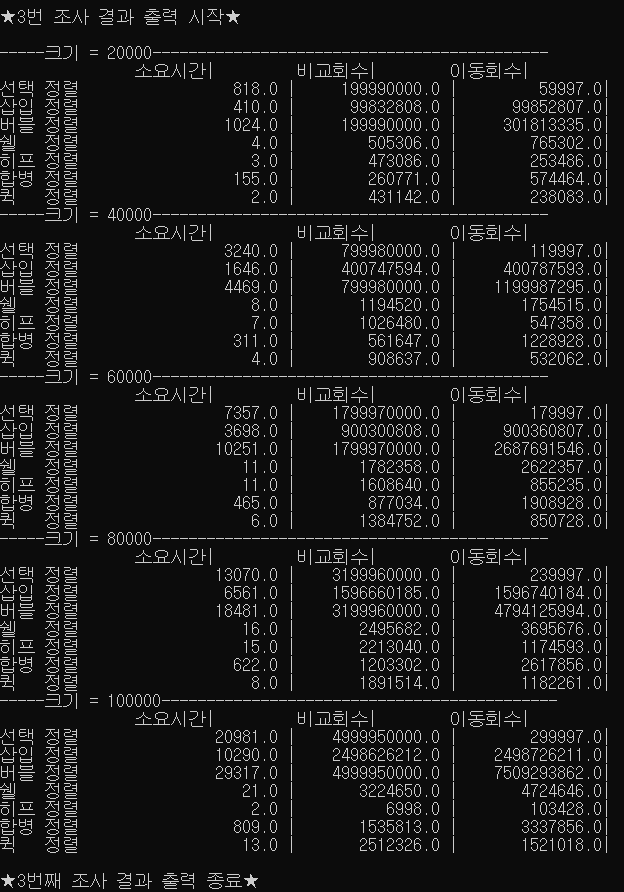 ★3번 조사 결과 출력 시작★
-----크기 = 20000--------------------------------------------
소요시간| 비교회수| 이동회수|
선택 정렬 818.0 | 199990000.0 | 59997.0|
삽입 정렬 410.0 | 99832808.0 | 99852807.0|
버블 정렬 1024.0 | 199990000.0 | 301813335.0|
쉘 정렬 4.0 | 505306.0 | 765302.0|
히프 정렬 3.0 | 473086.0 | 253486.0|
합병 정렬 155.0 | 260771.0 | 574464.0|
퀵 정렬 2.0 | 431142.0 | 238083.0|
-----크기 = 40000--------------------------------------------
소요시간| 비교회수| 이동회수|
선택 정렬 3240.0 | 799980000.0 | 119997.0|
삽입 정렬 1646.0 | 400747594.0 | 400787593.0|
버블 정렬 4469.0 | 799980000.0 | 1199987295.0|
쉘 정렬 8.0 | 1194520.0 | 1754515.0|
히프 정렬 7.0 | 1026480.0 | 547358.0|
합병 정렬 311.0 | 561647.0 | 1228928.0|
퀵 정렬 4.0 | 908637.0 | 532062.0|
-----크기 = 60000--------------------------------------------
소요시간| 비교회수| 이동회수|
선택 정렬 7357.0 | 1799970000.0 | 179997.0|
삽입 정렬 3698.0 | 900300808.0 | 900360807.0|
버블 정렬 10251.0 | 1799970000.0 | 2687691546.0|
쉘 정렬 11.0 | 1782358.0 | 2622357.0|
히프 정렬 11.0 | 1608640.0 | 855235.0|
합병 정렬 465.0 | 877034.0 | 1908928.0|
퀵 정렬 6.0 | 1384752.0 | 850728.0|
-----크기 = 80000--------------------------------------------
소요시간| 비교회수| 이동회수|
선택 정렬 13070.0 | 3199960000.0 | 239997.0|
삽입 정렬 6561.0 | 1596660185.0 | 1596740184.0|
버블 정렬 18481.0 | 3199960000.0 | 4794125994.0|
쉘 정렬 16.0 | 2495682.0 | 3695676.0|
히프 정렬 15.0 | 2213040.0 | 1174593.0|
합병 정렬 622.0 | 1203302.0 | 2617856.0|
퀵 정렬 8.0 | 1891514.0 | 1182261.0|
-----크기 = 100000--------------------------------------------
소요시간| 비교회수| 이동회수|
선택 정렬 20981.0 | 4999950000.0 | 299997.0|
삽입 정렬 10290.0 | 2498626212.0 | 2498726211.0|
버블 정렬 29317.0 | 4999950000.0 | 7509293862.0|
쉘 정렬 21.0 | 3224650.0 | 4724646.0|
히프 정렬 2.0 | 6998.0 | 103428.0|
합병 정렬 809.0 | 1535813.0 | 3337856.0|
퀵 정렬 13.0 | 2512326.0 | 1521018.0|
★3번째 조사 결과 출력 종료★